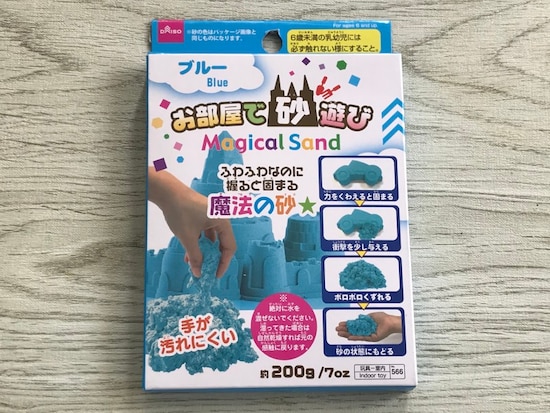 DAISO
※砂の色はパッケージ画像と
同じものになります。
For ages 6 and up.
6歳未満の乳幼児には
必ず触れない様にすること。
ブルー
Blue
お部屋で砂遊び
Magical Sand
ふわふわなのに
握ると固まる
魔法の砂★
力をくわえると固まる
衝撃を少し与える
ボロボロくずれる
砂の状態にもどる
手が
汚れにくい
※
絶対に水を
混ぜないでください。
湿ってきた場合は
自然乾燥すれば元の
感触に戻ります。
約200g/7oz
玩具－室内
Indoor toy
No
566